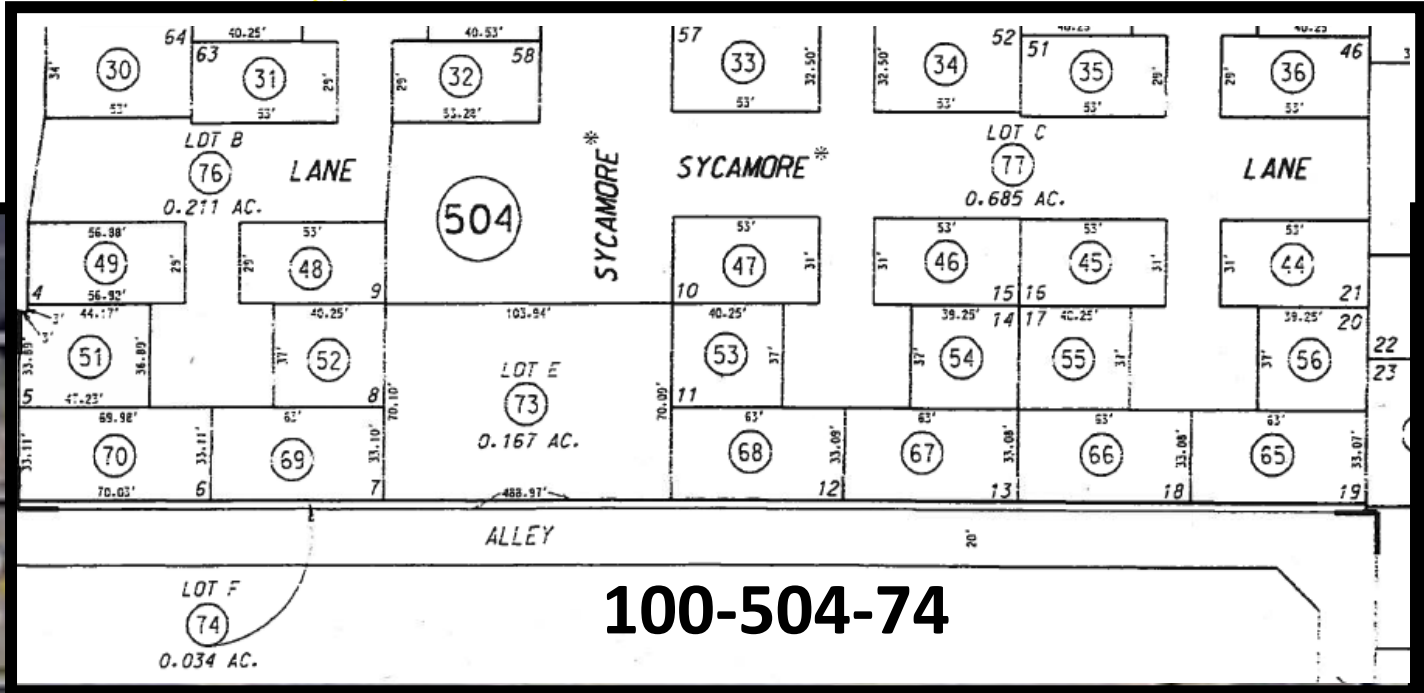 64 40.25' 40.53' 57 52 40.25 40.25
63 58 51 46
34' 30 31 29' 29' 32 33 32.50' 32.50' 34 35 29' 29' 36
53' 53' 53.28' 53' 53' 53' 53'
LOT B LOT C
76 LANE SYCAMORE* SYCAMORE* 77 LANE
0.211 AC. 0.685 AC.
504
56.98' 53' 53' 53' 53' 53'
49 29' 29' 48 47 31' 31' 46 45 31' 31' 44
4 56.92' 9 10 15 16 21
3' 44.17' 40.25' 103.94' 40.25' 39.25' 14 17 40.25' 39.25' 20
3'
33.89' 51 36.89' 37' 52 LOT E 53 37' 37' 54 55 37' 37' 56 22
23
5 47.23' 8 70.10' 73 70.09' 11
69.98' 63' 0.167 AC. 63' 63' 63' 63'
33.11' 70 33.11' 69 33.10' 68 33.09' 67 33.08' 66 33.08' 65 33.07'
70.03' 6 7 488.97' 12 13 18 19
ALLEY 20'
LOT F
74
0.034 AC.
100-504-74